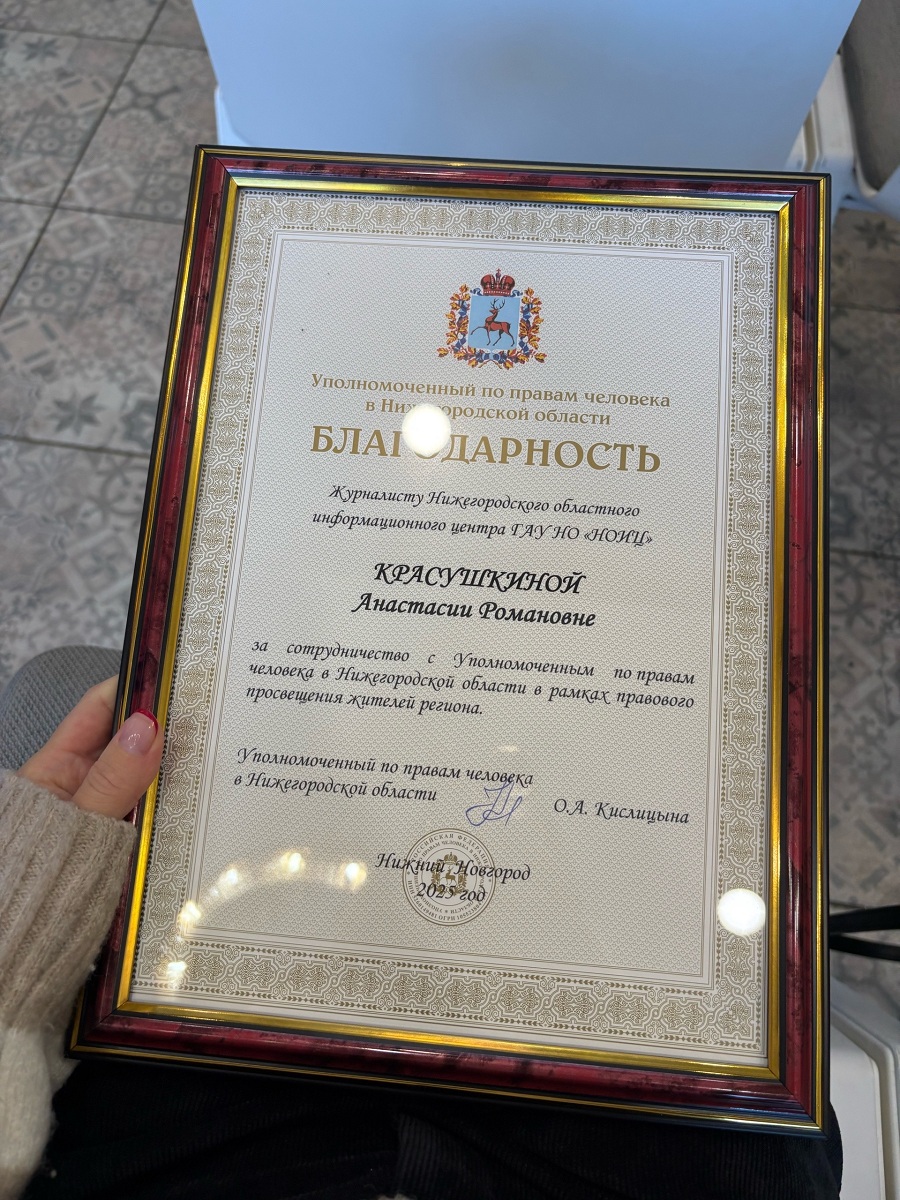 Уполномоченный по правам человека
в Нижегородской области
БЛАГОДАРНОСТЬ
Журналисту Нижегородского областного
информационного центра ГАУ НО «НОИЦ»
КРАСУШКИНОЙ
Анастасии Романовне
за сотрудничество с Уполномоченным по правам
человека в Нижегородской области в рамках правового
просвещения жителей региона.
Уполномоченный по правам человека
в Нижегородской области
О.А. Кислицына
Нижний Новгород
2025 год